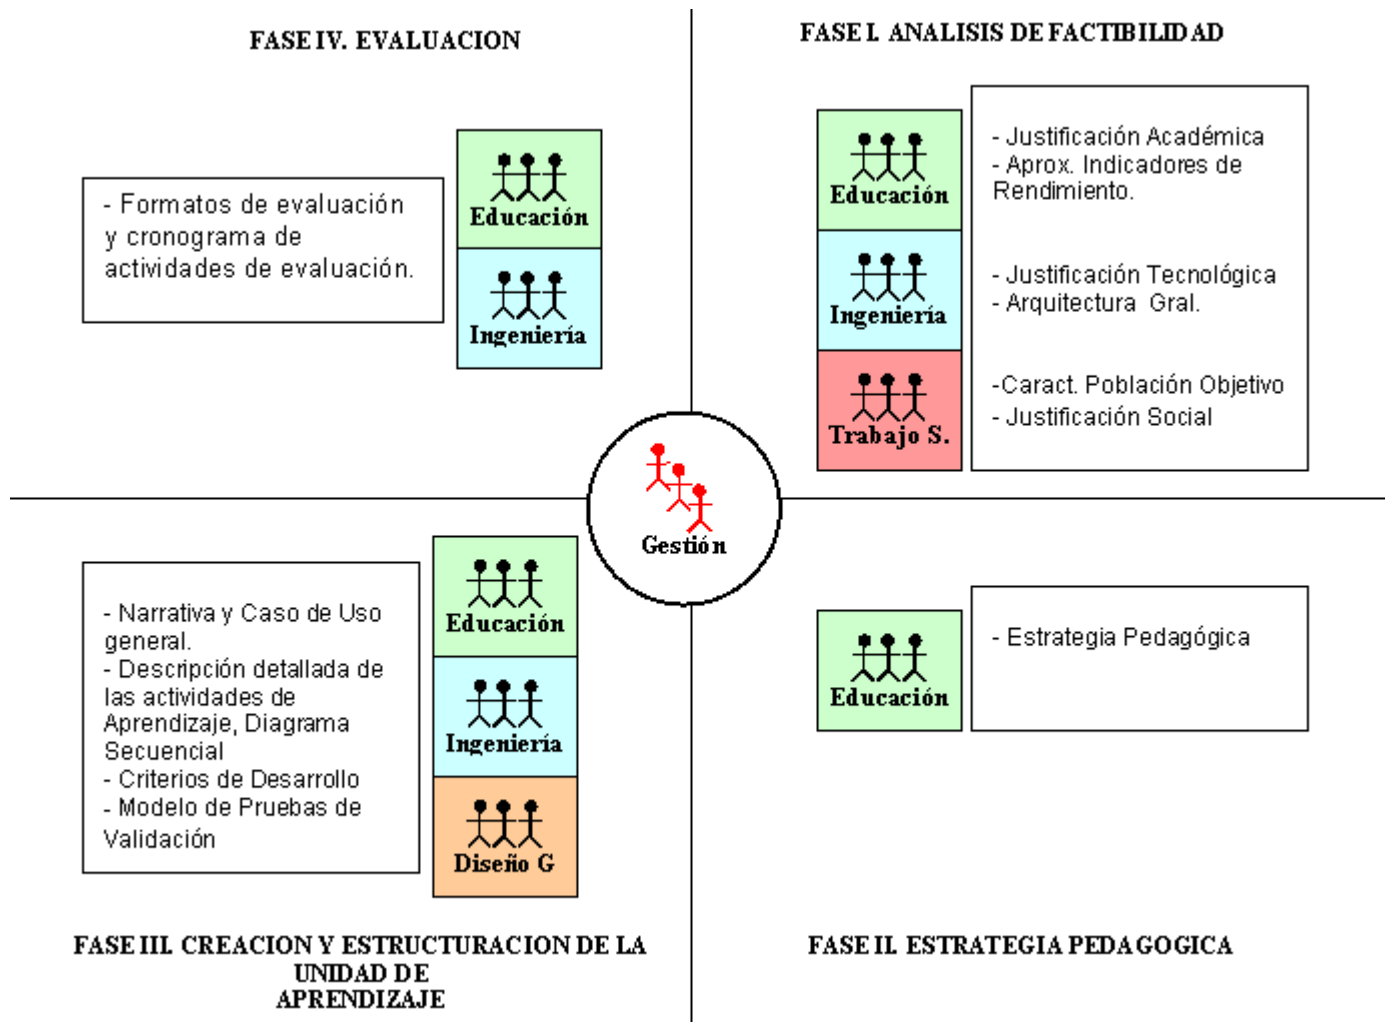 FASE IV. EVALUACION
- Formatos de evaluación
y cronograma de
actividades de evaluación.
Educación
Ingeniería
FASE I. ANALISIS DE FACTIBILIDAD
Educación
Ingeniería
Trabajo S.
- Justificación Académica
- Aprox. Indicadores de
Rendimiento.
- Justificación Tecnológica
- Arquitectura Gral.
-Caract. Población Objetivo
- Justificación Social
Gestión
- Narrativa y Caso de Uso
general.
- Descripción detallada de
las actividades de
Aprendizaje, Diagrama
Secuencial
- Criterios de Desarrollo
- Modelo de Pruebas de
Validación
Educación
Ingeniería
Diseño G
FASE III. CREACION Y ESTRUCTURACION DE LA
UNIDAD DE
APRENDIZAJE
Educación
- Estrategia Pedagógica
FASE II. ESTRATEGIA PEDAGOGICA